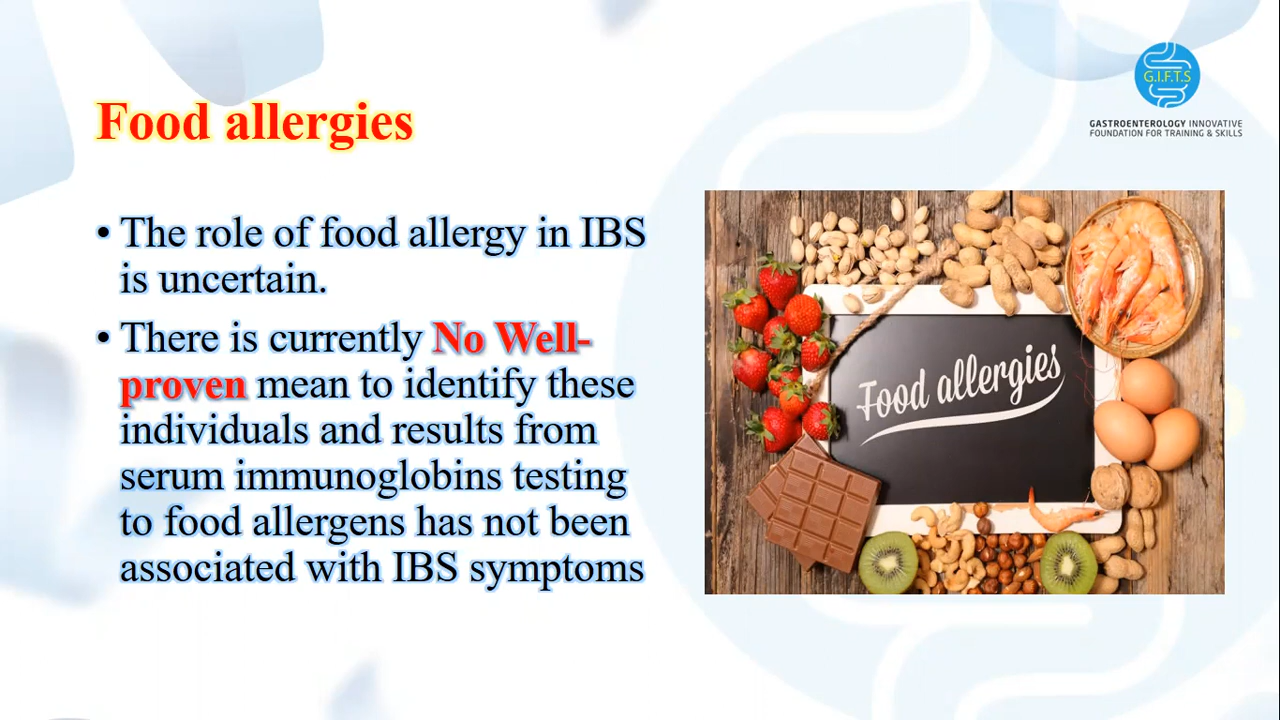 G.I.F.T.S
GASTROENTEROLOGY INNOVATIVE
FOUNDATION FOR TRAINING & SKILLS
Food allergies
• The role of food allergy in IBS
is uncertain.
• There is currently No Well-
proven mean to identify these
individuals and results from
serum immunoglobins testing
to food allergens has not been
associated with IBS symptoms
Food allergies